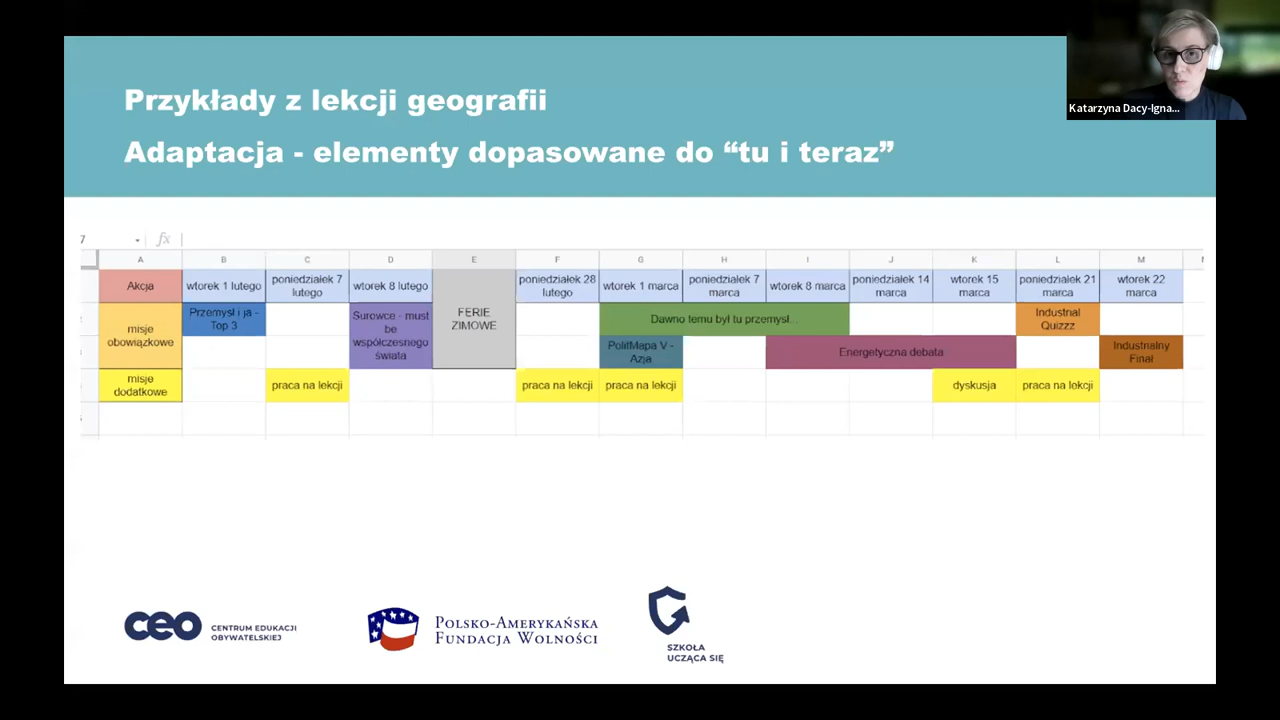 Katarzyna Dacy-Igna...
Przykłady z lekcji geografii
Adaptacja - elementy dopasowane do “tu i teraz”
7 fx
A B C D E F G H I J K L M
Akcja
wtorek 1 lutego
poniedziałek 7
lutego
wtorek 8 lutego
FERIE
ZIMOWE
poniedziałek 28
lutego
wtorek 1 marca
poniedziałek 7
marca
wtorek 8 marca
poniedziałek 14
marca
wtorek 15
marca
poniedziałek 21
marca
wtorek 22
marca
misje
obowiązkowe
Przemysł i ja -
Top 3
Surowce - must
be
współczesnego
świata
Dawno temu był tu przemysł...
Industrial
Quizzz
PolitMapa V -
Azja
Energetyczna debata
Industrialny
Finał
misje
dodatkowe
praca na lekcji
praca na lekcji
praca na lekcji
dyskusja
praca na lekcji
ceo
CENTRUM EDUKACJI
OBYWATELSKIEJ
POLSKO-AMERYKAŃSKA
FUNDACJA WOLNOŚCI
SZKOŁA
UCZĄCA SIĘ